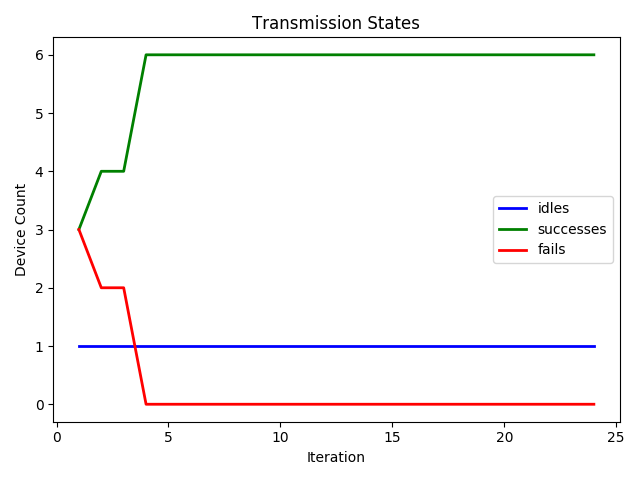 Transmission States
Device Count
6
5
4
3
2
1
0
idles
successes
fails
0 5 10 15 20 25
Iteration